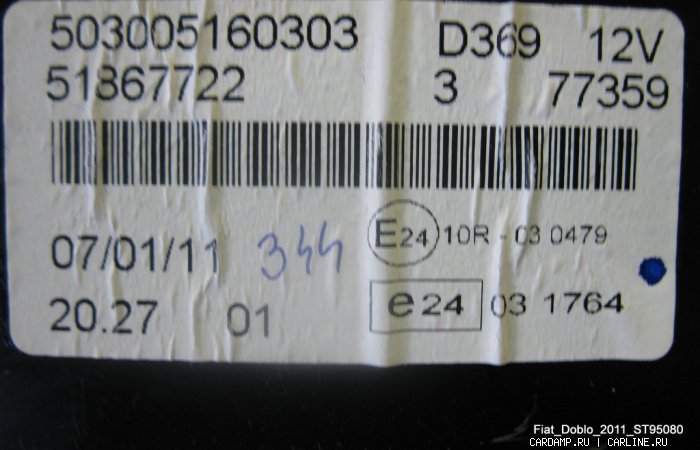 503005160303 D369 12V
51867722 3 77359
07/01/11 344 E24 10R - 03 0479
20.27 01 e24 03 1764
Fiat_Doblo_2011_ST95080
CARDAMP.RU | CARLINE.RU